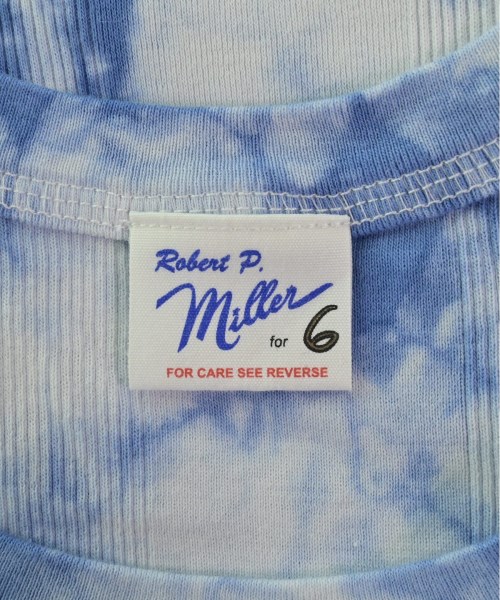 Robert P.
Miller
for 6
FOR CARE SEE REVERSE